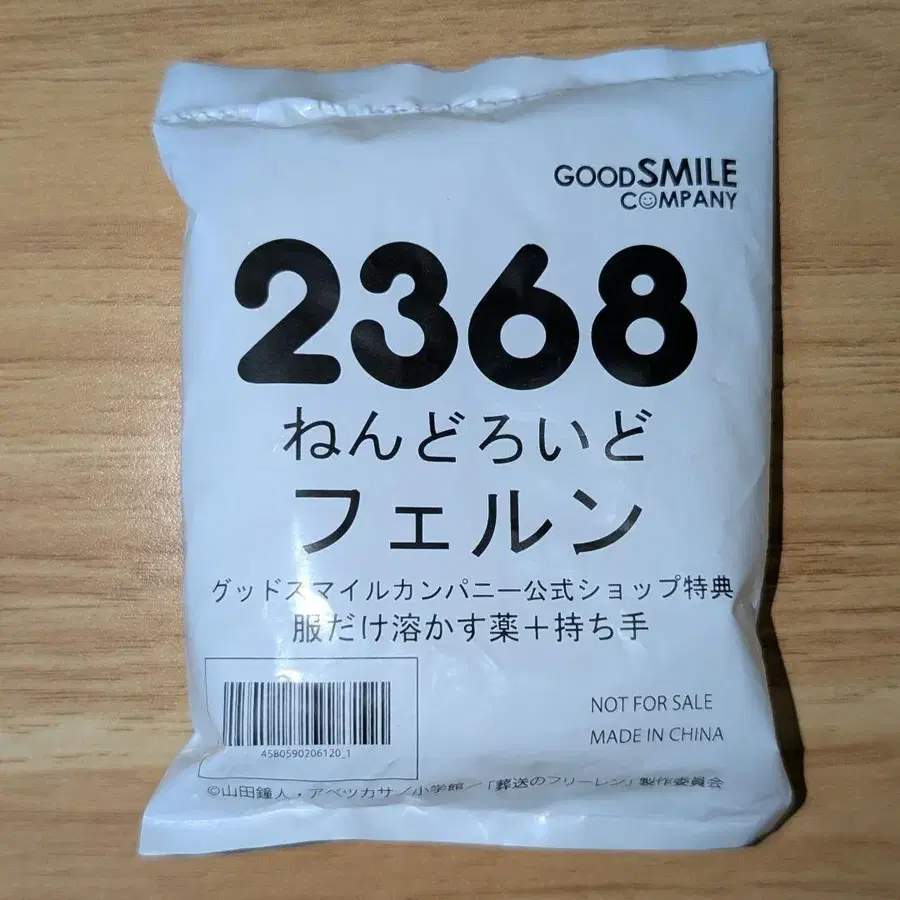 GOODSMILE
COMPANY
2368
ねんどろいど
フェルン
グッドスマイルカンパニー公式ショップ特典
服だけ溶かす薬＋持ち手
4580590206120_1
NOT FOR SALE
MADE IN CHINA
©山田鐘人・アベツカサ／小学館／「葬送のフリーレン」製作委員会